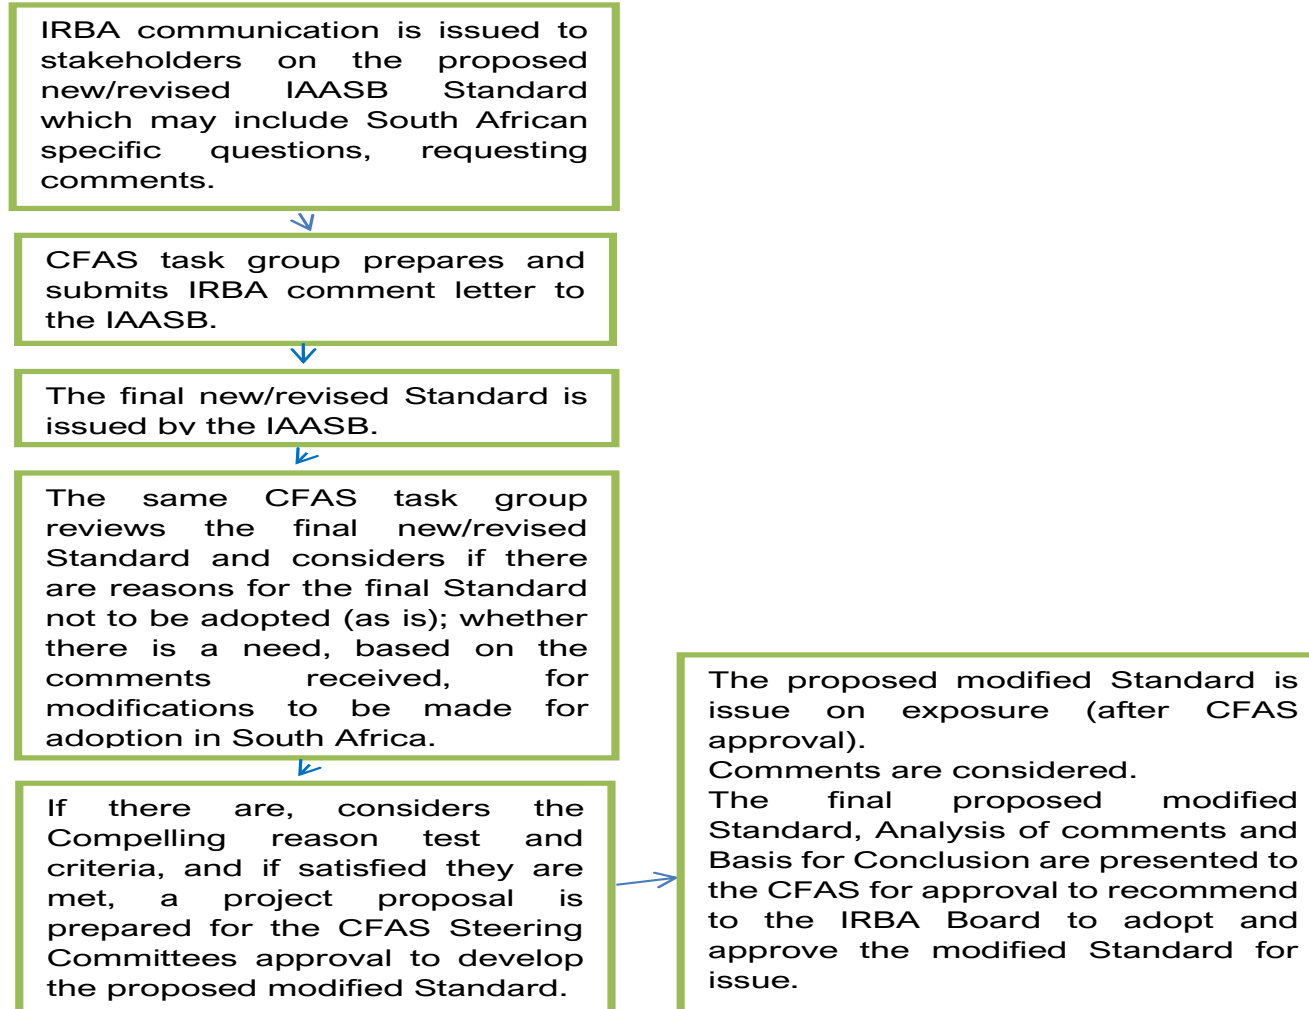 IRBA communication is issued to
stakeholders on the proposed
new/revised IAASB Standard
which may include South African
specific questions, requesting
comments.
CFAS task group prepares and
submits IRBA comment letter to
the IAASB.
The final new/revised Standard is
issued by the IAASB.
The same CFAS task group
reviews the final new/revised
Standard and considers if there
are reasons for the final Standard
not to be adopted (as is); whether
there is a need, based on the
comments received, for
modifications to be made for
adoption in South Africa.
If there are, considers the
Compelling reason test and
criteria, and if satisfied they are
met, a project proposal is
prepared for the CFAS Steering
Committees approval to develop
the proposed modified Standard.
The proposed modified Standard is
issue on exposure (after CFAS
approval).
Comments are considered.
The final proposed modified
Standard, Analysis of comments and
Basis for Conclusion are presented to
the CFAS for approval to recommend
to the IRBA Board to adopt and
approve the modified Standard for
issue.